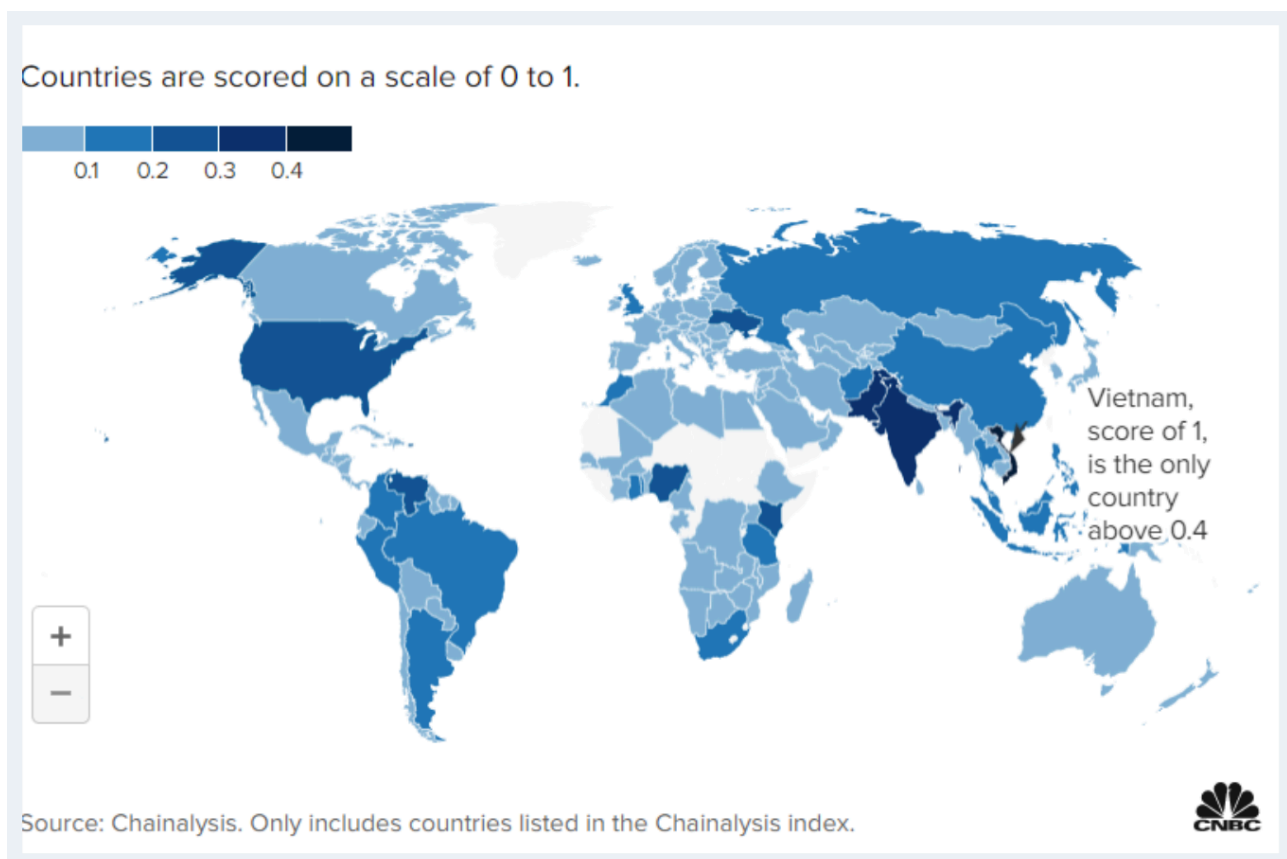 Countries are scored on a scale of 0 to 1.
0.1 0.2 0.3 0.4
Vietnam,
score of 1,
is the only
country
above 0.4
+
−
Source: Chainalysis. Only includes countries listed in the Chainalysis index.
CNBC